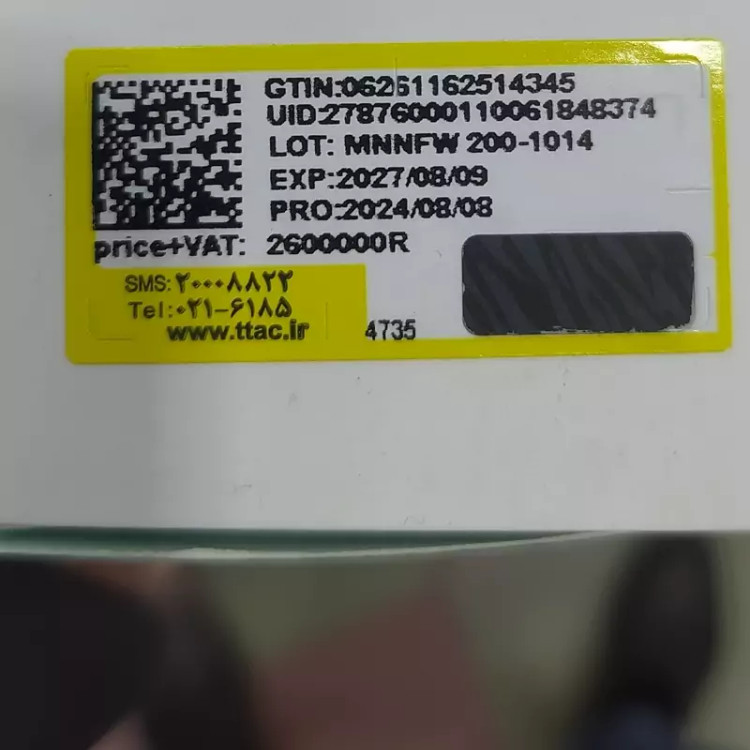 GTIN:06261162514345
UID:27876000110061848374
LOT: MNNFW 200-1014
EXP:2027/08/09
PRO:2024/08/08
price+VAT: 2600000R
SMS:۲۰۰۰۸۸۲۲
Tel:۰۲۱-۶۱۸۵
www.ttac.ir
4735